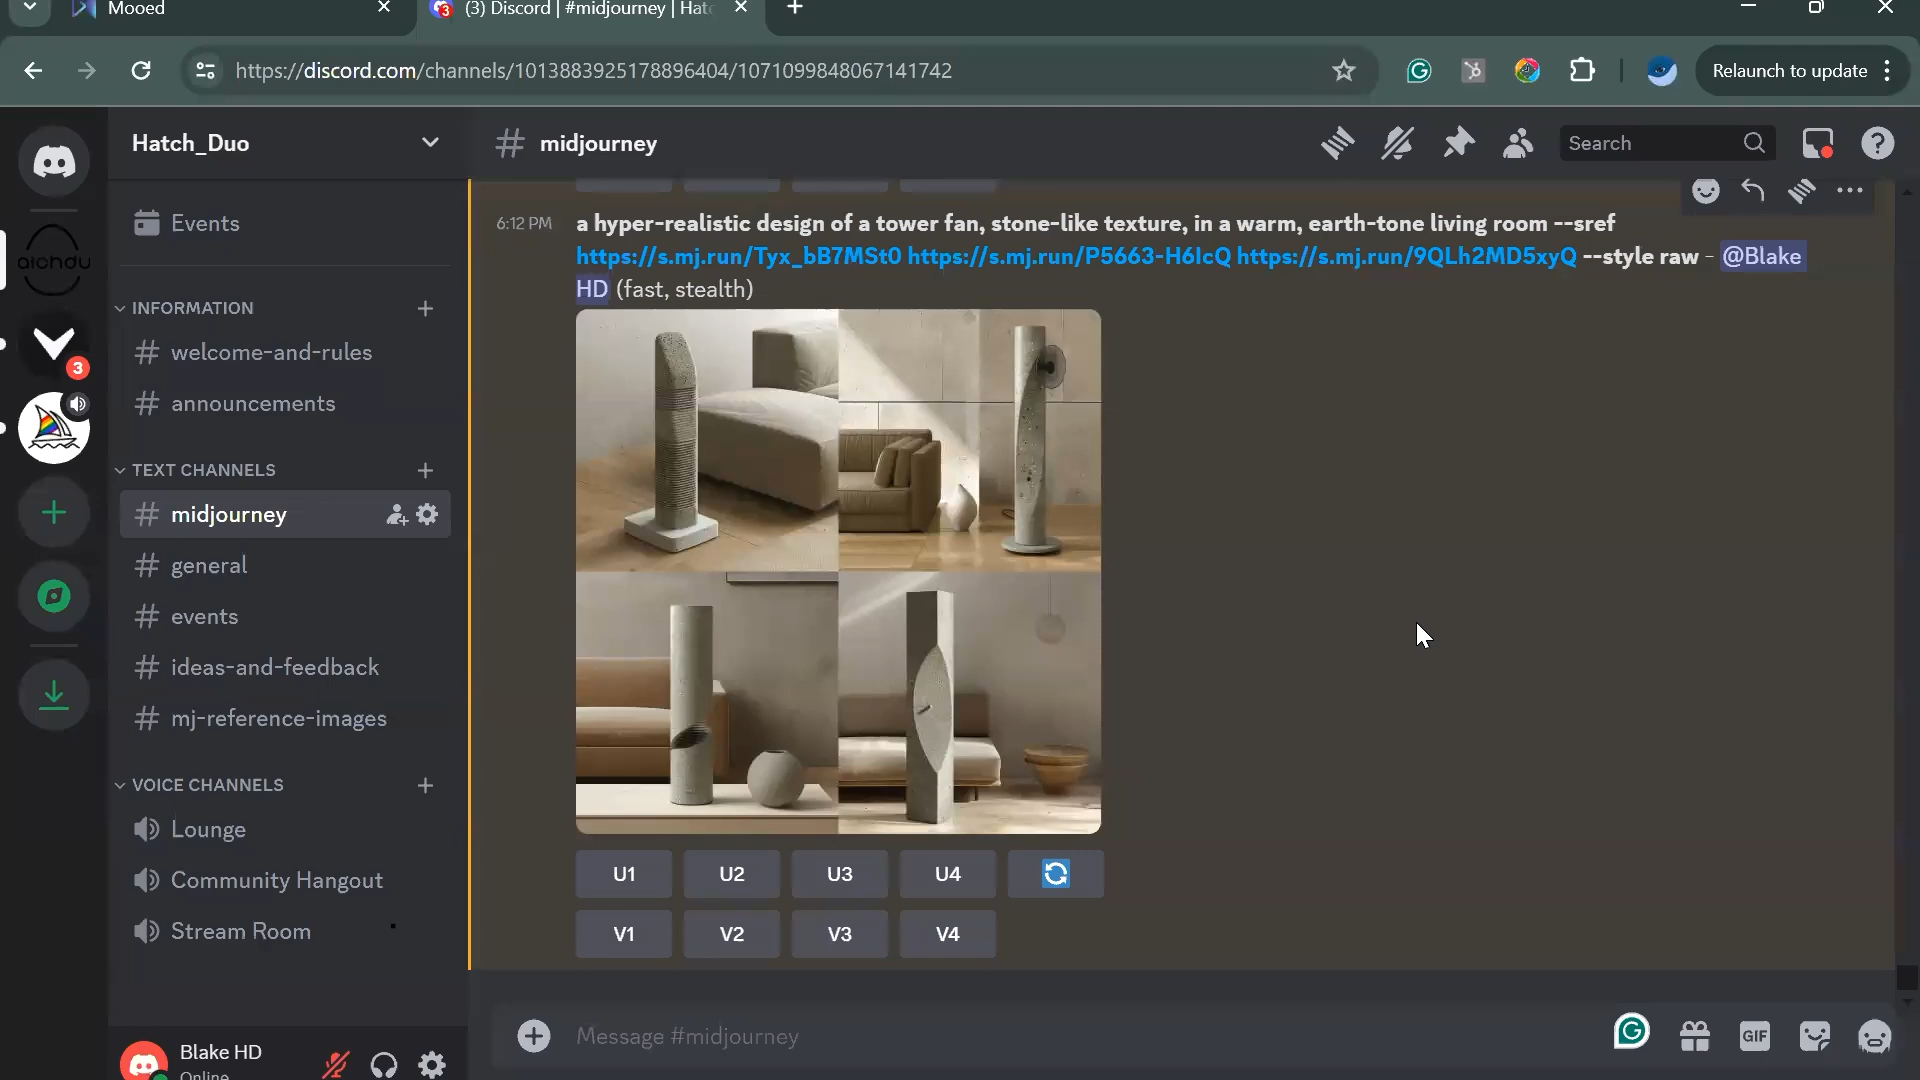 Mooed
(3) Discord | #midjourney | Hatc
https://discord.com/channels/1013883925178896404/1071099848067141742
Relaunch to update
Hatch_Duo
midjourney
Search
aichdu
3
Events
INFORMATION
welcome-and-rules
announcements
TEXT CHANNELS
midjourney
general
events
ideas-and-feedback
mj-reference-images
VOICE CHANNELS
Lounge
Community Hangout
Stream Room
Blake HD
Online
6:12 PM
a hyper-realistic design of a tower fan, stone-like texture, in a warm, earth-tone living room --sref
https://s.mj.run/Tyx_bB7MSt0 https://s.mj.run/P5663-H6IcQ https://s.mj.run/9QLh2MD5xyQ --style raw - @Blake
HD (fast, stealth)
U1 U2 U3 U4
V1 V2 V3 V4
Message #midjourney
GIF